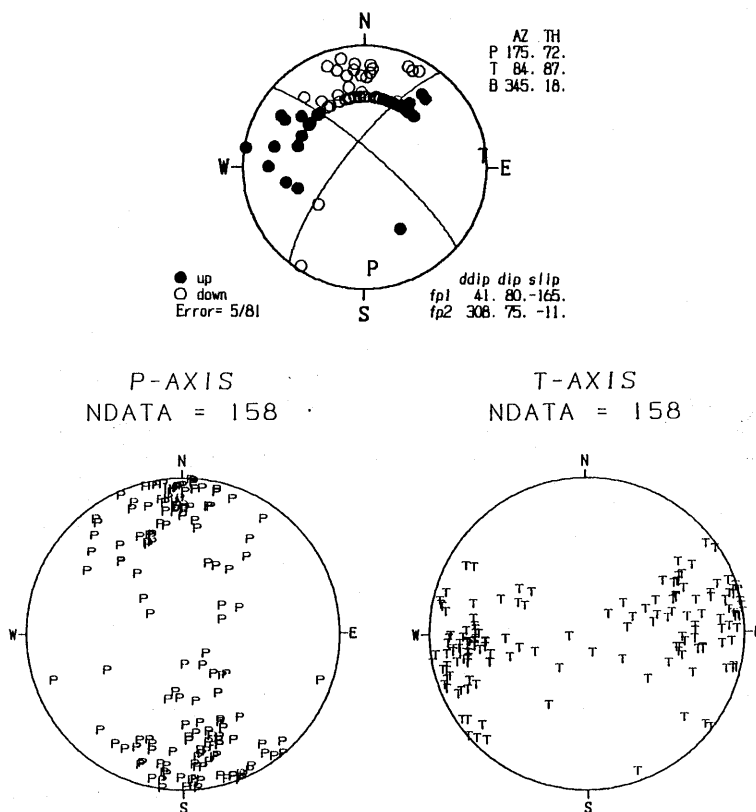 N
AZ TH
P 175. 72.
T 84. 87.
B 345. 18.
W
T
E
P
● up
○ down
Error= 5/81
S
ddip dip slip
fp1 41. 80.-165.
fp2 308. 75. -11.
P-AXIS
NDATA = 158
T-AXIS
NDATA = 158
N
N
W
E
W
S
S